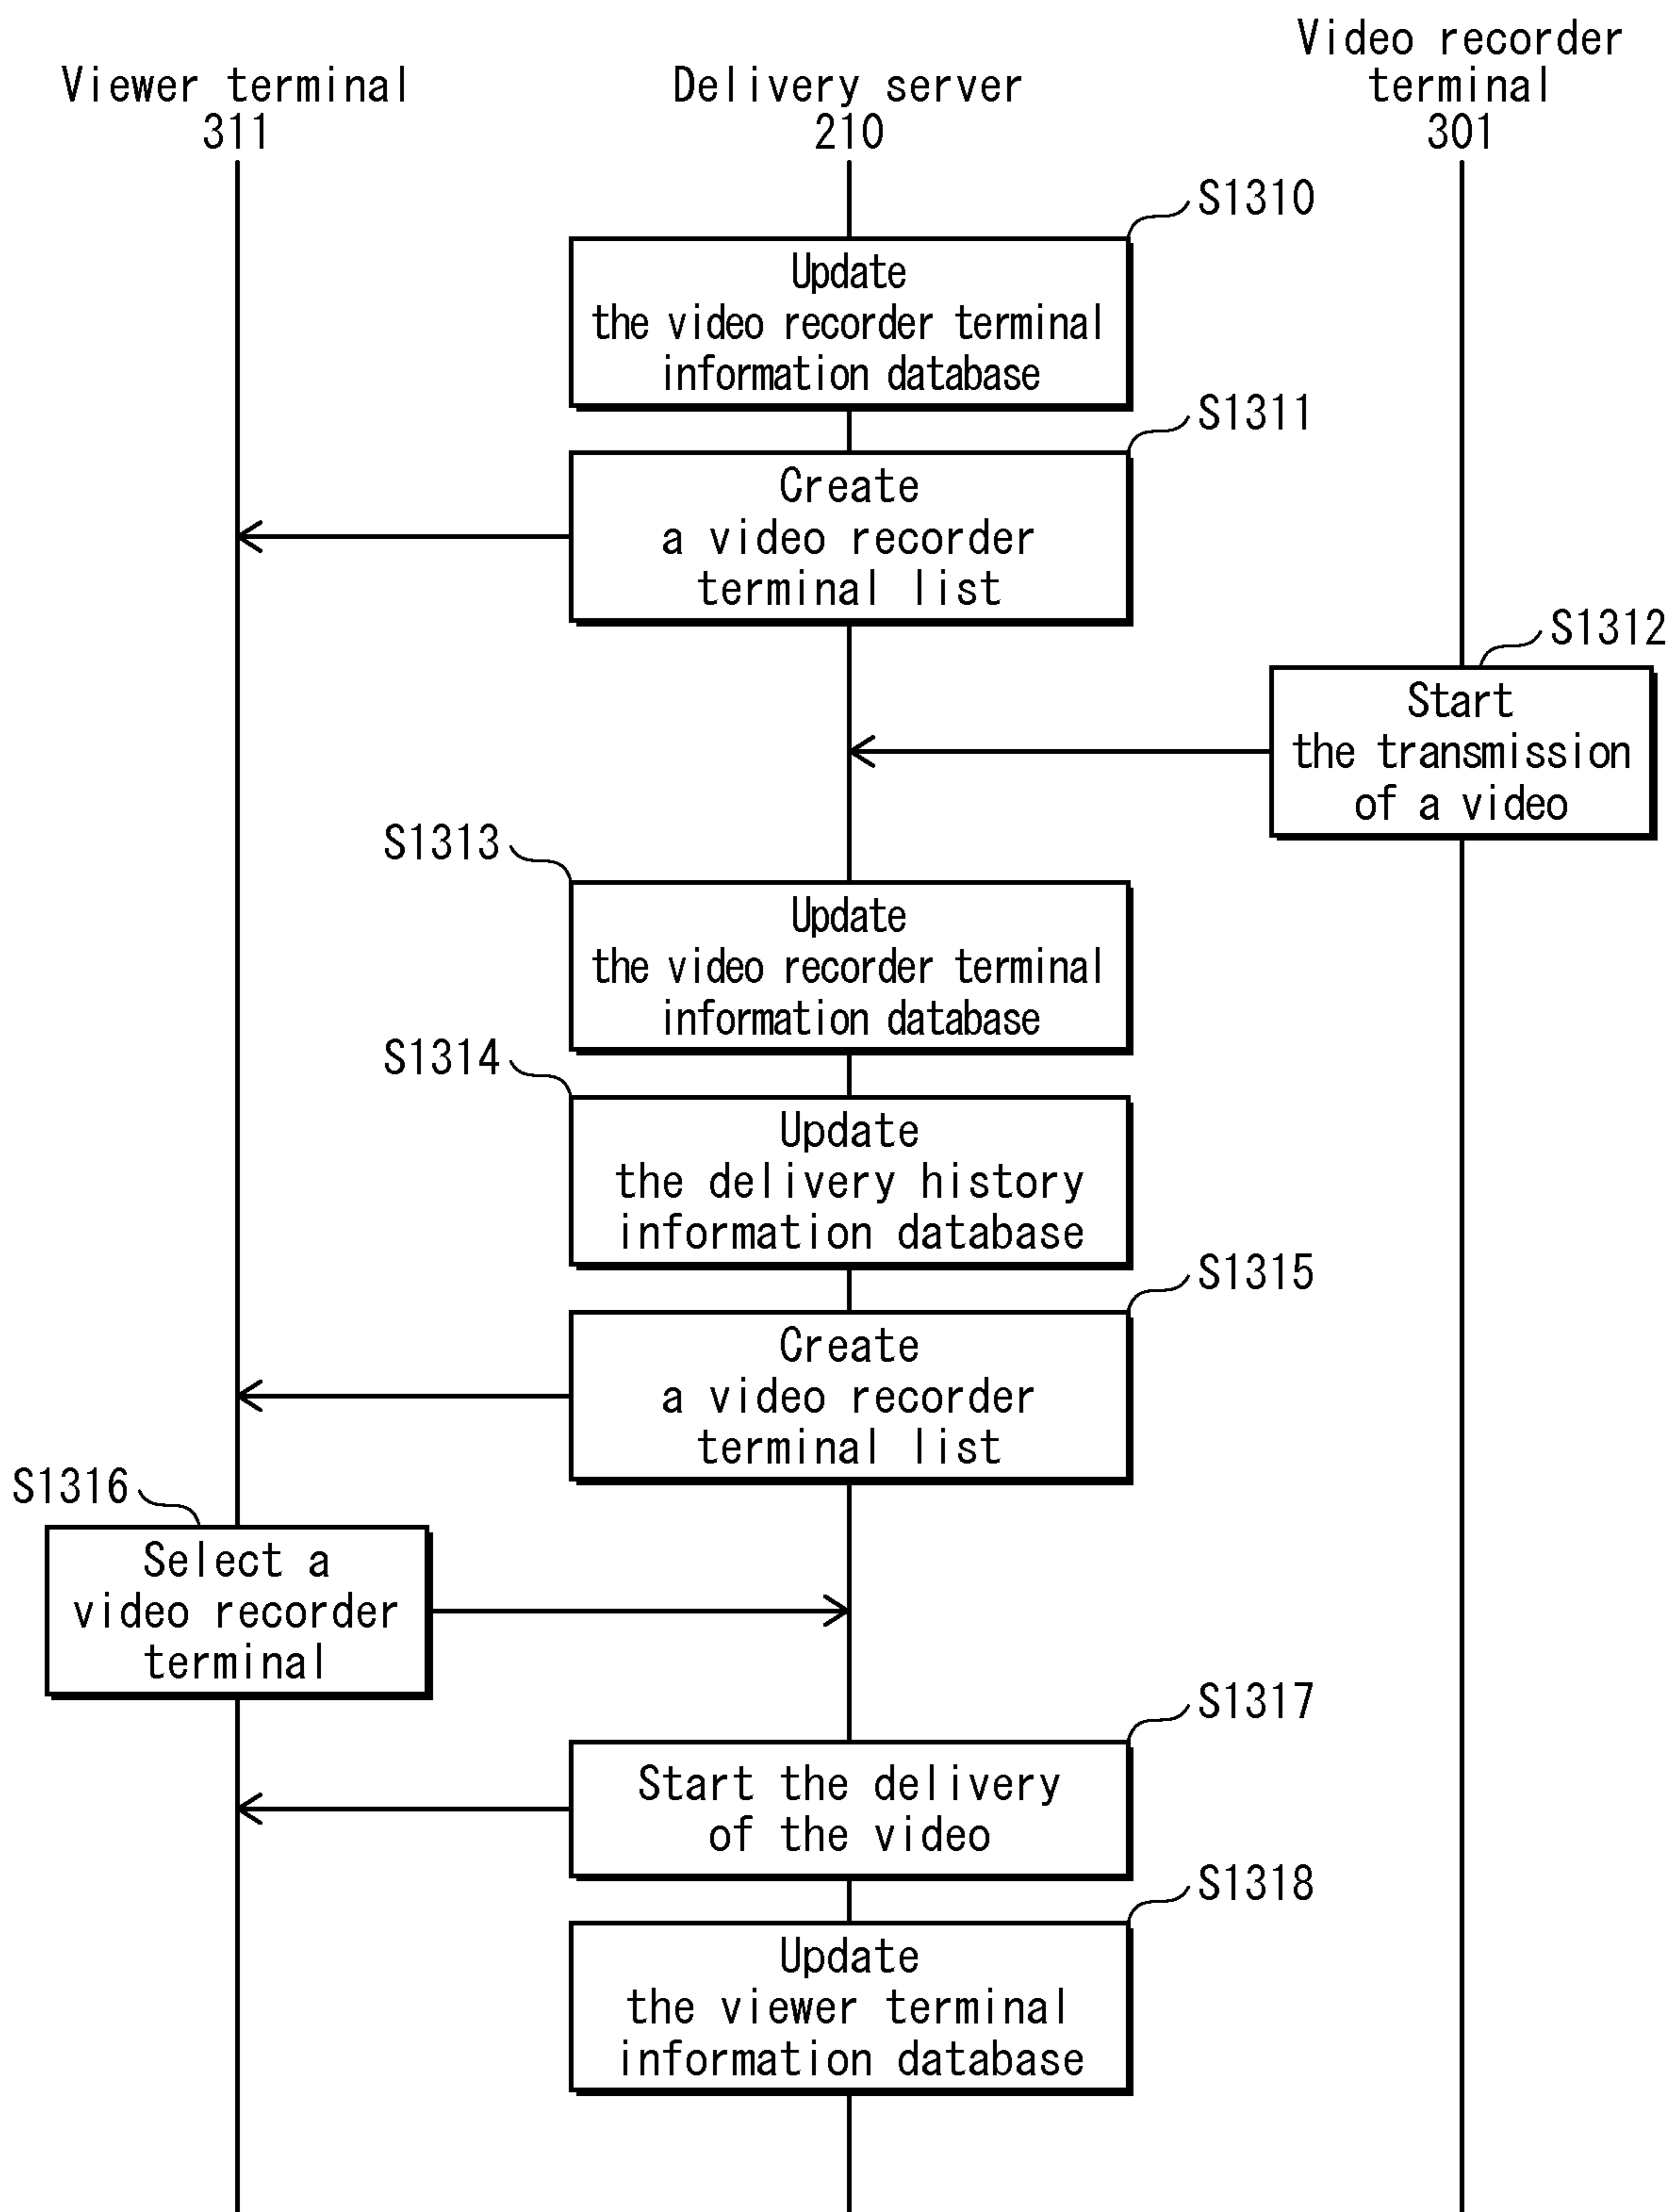 Video recorder
terminal
301
Viewer terminal
311
Delivery server
210
S1310
Update
the video recorder terminal
information database
S1311
Create
a video recorder
terminal list
S1312
Start
the transmission
of a video
S1313
Update
the video recorder terminal
information database
S1314
Update
the delivery history
information database
S1315
Create
a video recorder
terminal list
S1316
Select a
video recorder
terminal
S1317
Start the delivery
of the video
S1318
Update
the viewer terminal
information database